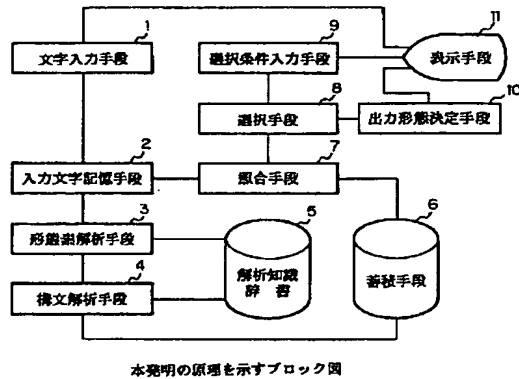 1
文字入力手段
9
選択条件入力手段
11
表示手段
8
選択手段
10
出力形態決定手段
2
入力文字記憶手段
7
照合手段
3
形態素解析手段
5
解析知識
辞書
6
蓄積手段
4
構文解析手段
本発明の原理を示すブロック図